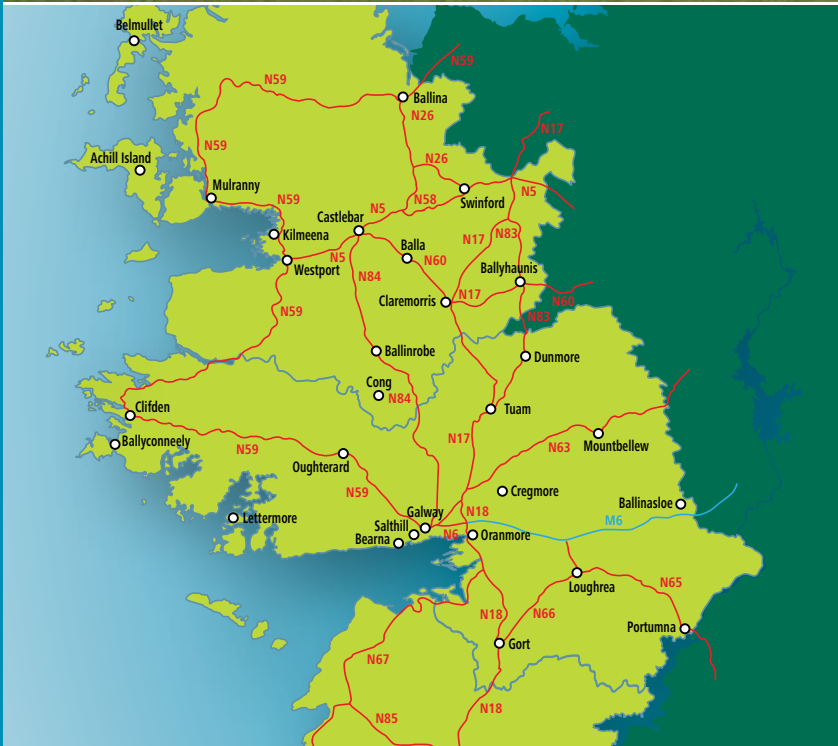 Belmullet
N59
N59
Ballina
N26
N17
N59
Achill Island
N26
Mulranny
N59
N58
Swinford
N5
Castlebar
N5
Kilmeena
Balla
N17
N83
N5
Westport
N84
N60
Ballyhaunis
Claremorris
N17
N60
N59
N83
Ballinrobe
Dunmore
Cong
N84
Clifden
Tuam
Ballyconneely
N59
N17
N63
Mountbellew
Oughterard
N59
Cregmore
Ballinasloe
Lettermore
Galway
N18
M6
Salthill
N6
Oranmore
Bearna
Loughrea
N65
N18
N66
Portumna
Gort
N67
N85
N18